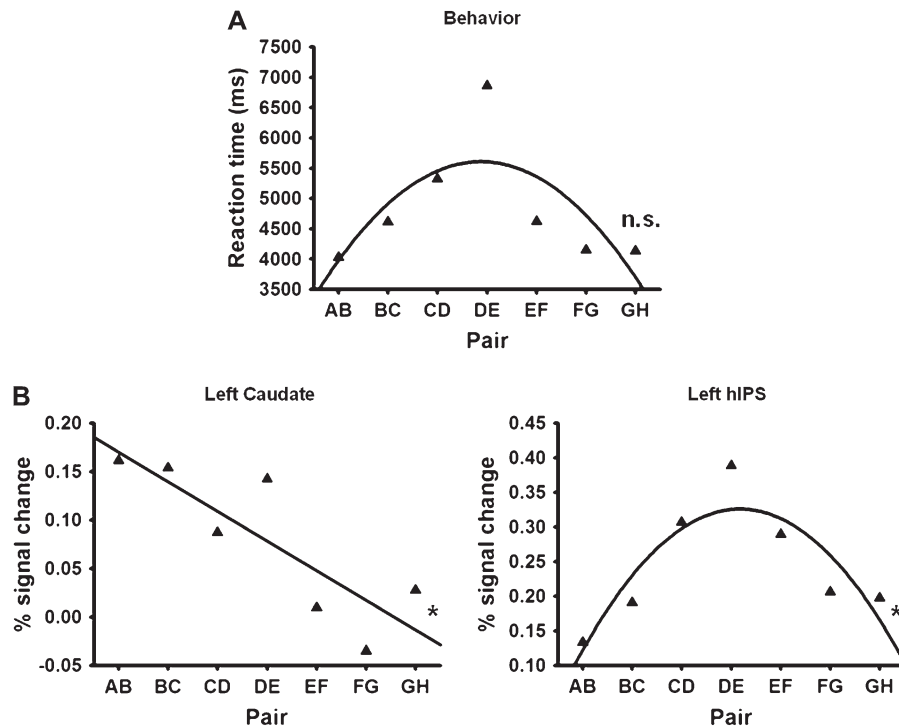 A
Behavior
Reaction time (ms)
7500
7000
6500
6000
5500
5000
4500
4000
3500
n.s.
AB BC CD DE EF FG GH
Pair
B
Left Caudate
% signal change
0.20
0.15
0.10
0.05
0.00
-0.05
*
AB BC CD DE EF FG GH
Pair
Left hIPS
% signal change
0.45
0.40
0.35
0.30
0.25
0.20
0.15
0.10
*
AB BC CD DE EF FG GH
Pair